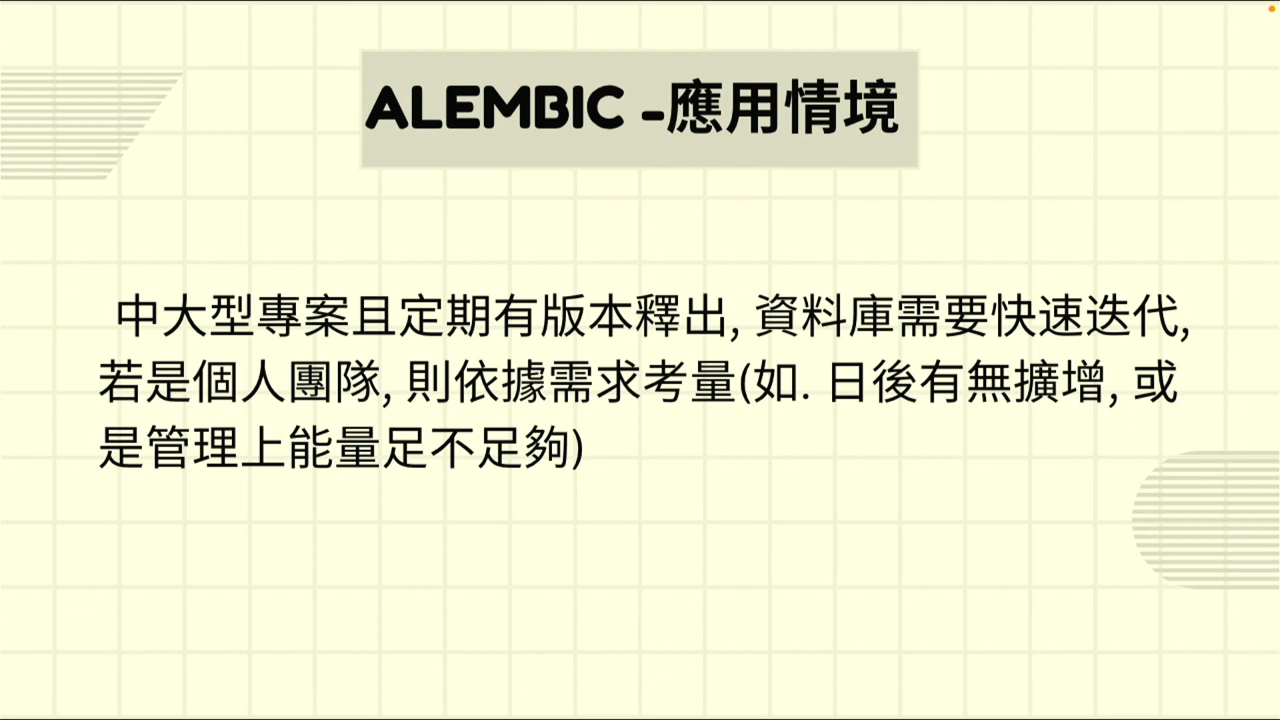 ALEMBIC -應用情境
中大型專案且定期有版本釋出, 資料庫需要快速迭代,
若是個人團隊, 則依據需求考量(如. 日後有無擴增, 或
是管理上能量足不足夠)